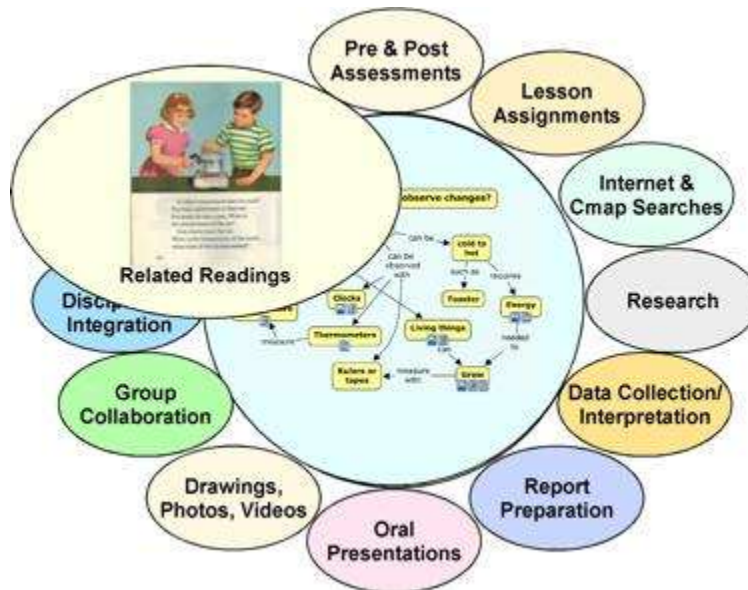 Pre & Post
Assessments
Lesson
Assignments
Internet &
Cmap Searches
Research
Data Collection/
Interpretation
Report
Preparation
Oral
Presentations
Drawings,
Photos, Videos
Group
Collaboration
Integration
Related Readings
observe changes?
can be
cold to
hot
can be
observed
with
such as
requires
Clocks
Toaster
Energy
Thermometers
Living things
measure
can
needed
to
Rulers or
tapes
measure
with
Grow